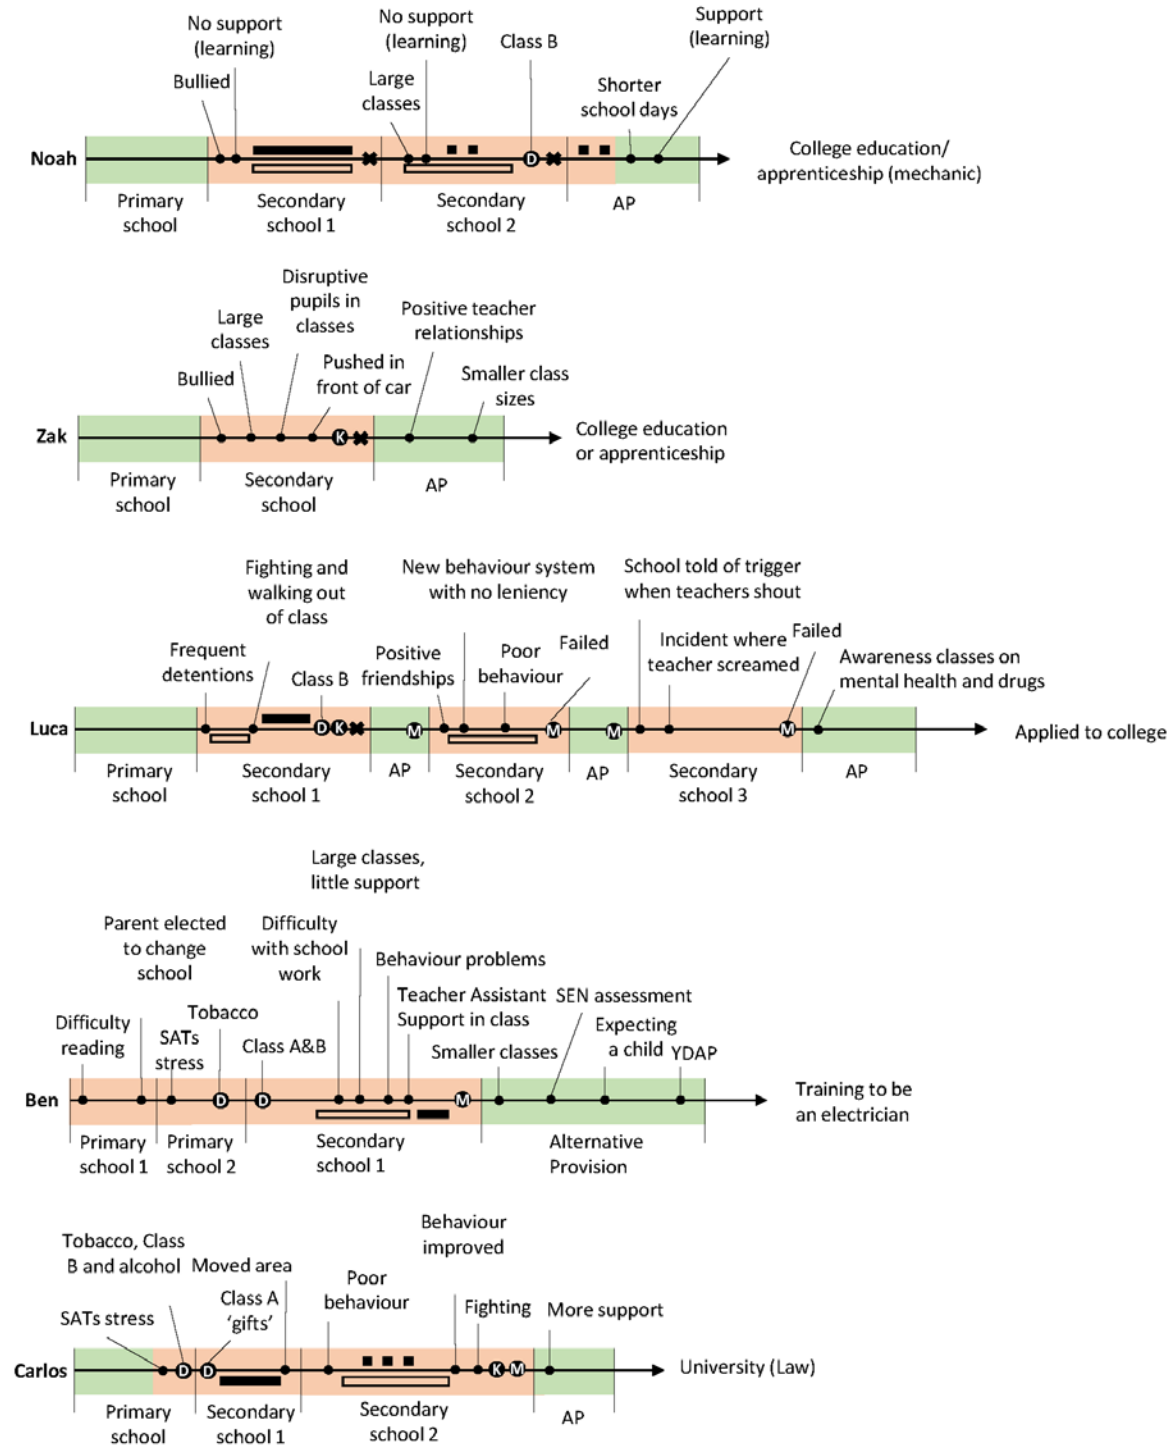 No support
(learning)
No support
(learning)
Class B
Support
(learning)
Bullied
Large
classes
Shorter
school days
Noah
D
College education/
apprenticeship (mechanic)
Primary
school
Secondary
school 1
Secondary
school 2
AP
Disruptive
pupils in
classes
Large
classes
Positive teacher
relationships
Bullied
Pushed in
front of car
Smaller class
sizes
Zak
K
College education
or apprenticeship
Primary
school
Secondary
school
AP
Fighting and
walking out
of class
New behaviour system
with no leniency
School told of trigger
when teachers shout
Frequent
detentions
Class B
Positive
friendships
Poor
behaviour
Failed
Incident where
teacher screamed
Failed
Awareness classes on
mental health and drugs
Luca
D K M M M M
Applied to college
Primary
school
Secondary
school 1
AP
Secondary
school 2
AP
Secondary
school 3
AP
Large classes,
little support
Parent elected
to change
school
Difficulty
with school
work
Behaviour problems
Difficulty
reading
SATs
stress
Tobacco
Class A&B
Teacher Assistant
Support in class
SEN assessment
Smaller classes
Expecting
a child
YDAP
Ben
D D M
Training to be
an electrician
Primary
school 1
Primary
school 2
Secondary
school 1
Alternative
Provision
Behaviour
improved
Tobacco, Class
B and alcohol
Moved area
Poor
behaviour
SATs stress
Class A
'gifts'
Fighting
More support
Carlos
D D K M
University (Law)
Primary
school
Secondary
school 1
Secondary
school 2
AP